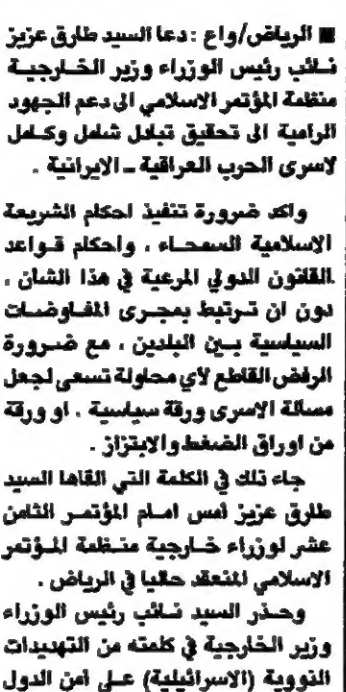 ■ الرياض/واع : دعا السيد طارق عزيز
نائب رئيس الوزراء وزير الخارجية
منظمة المؤتمر الاسلامي الى دعم الجهود
الرامية الى تحقيق تبادل شامل وكامل
لاسرى الحرب العراقية ـ الايرانية .
واكد ضرورة تنفيذ احكام الشريعة
الاسلامية السمحاء ، واحكام قواعد
القانون الدولي المرعية في هذا الشان ،
دون ان ترتبط بمجرى المفاوضات
السياسية بين البلدين ، مع ضرورة
الرفض القاطع لأي محاولة تسعى لجعل
مسالة الاسرى ورقة سياسية ، او ورقة
من اوراق الضغط والابتزاز .
جاء ذلك في الكلمة التي القاها السيد
طارق عزيز امس امام المؤتمر الثامن
عشر لوزراء خارجية منظمة المؤتمر
الاسلامي المنعقد حاليا في الرياض .
وحذر السيد نائب رئيس الوزراء
وزير الخارجية في كلمته من التهديدات
النووية (الاسرائيلية) على امن الدول